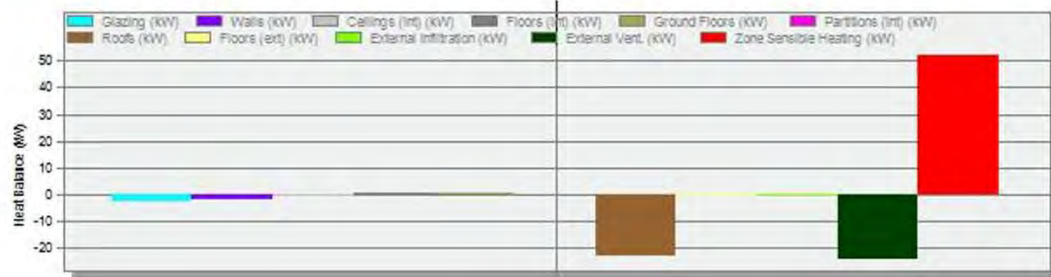 Glazing (kW) Walls (kW) Ceilings (int) (kW) Floors (int) (kW) Ground Floors (kW) Partitions (int) (kW)
Roofs (kW) Floors (ext) (kW) External Infiltration (kW) External Vent. (kW) Zone Sensible Heating (kW)
Heat Balance (kW)
50
40
30
20
10
0
-10
-20